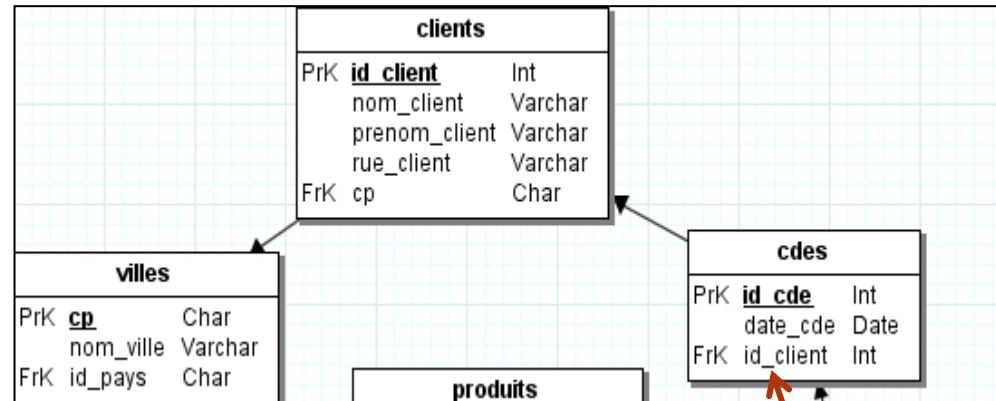 clients
PrK id_client Int
nom_client Varchar
prenom_client Varchar
rue_client Varchar
FrK cp Char
villes
PrK cp Char
nom_ville Varchar
FrK id_pays Char
cdes
PrK id_cde Int
date_cde Date
FrK id_client Int
produits